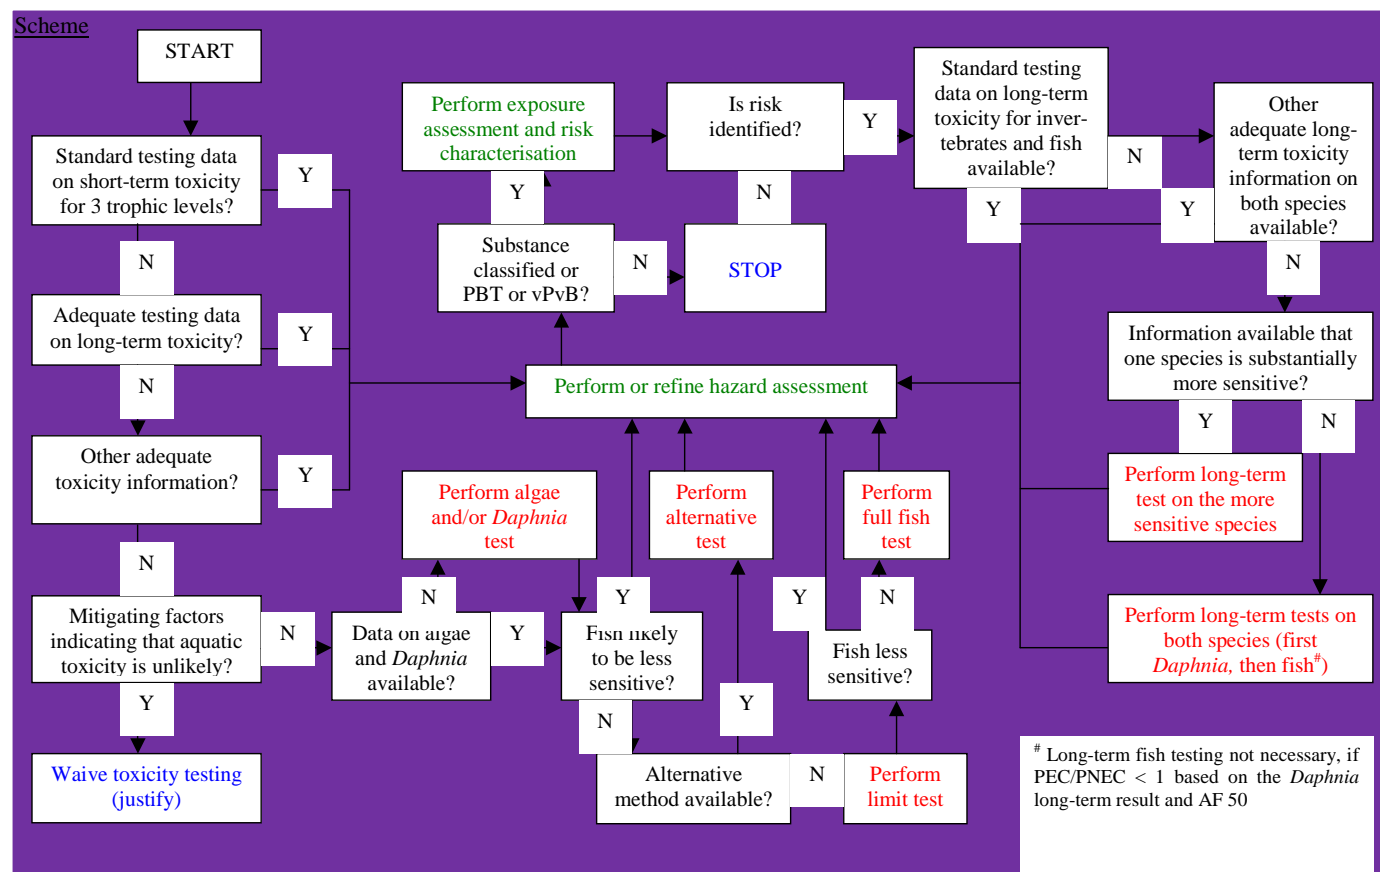 Scheme
START
Standard testing data
on short-term toxicity
for 3 trophic levels?
Y
N
Adequate testing data
on long-term toxicity?
Y
N
Other adequate
toxicity information?
Y
N
Mitigating factors
indicating that aquatic
toxicity is unlikely?
N
Y
Waive toxicity testing
(justify)
Data on algae
and Daphnia
available?
N
Y
Perform algae
and/or Daphnia
test
Fish likely
to be less
sensitive?
Y
N
Alternative
method available?
Y
N
Perform
alternative
test
Perform
limit test
Fish less
sensitive?
Y
N
Perform
full fish
test
Perform or refine hazard assessment
Substance
classified or
PBT or vPvB?
Y
N
STOP
Perform exposure
assessment and risk
characterisation
Is risk
identified?
N
Y
Standard testing
data on long-term
toxicity for inver-
tebrates and fish
available?
Y
N
Other
adequate long-
term toxicity
information on
both species
available?
Y
N
Information available that
one species is substantially
more sensitive?
Y
N
Perform long-term
test on the more
sensitive species
Perform long-term tests on
both species (first
Daphnia, then fish#)
# Long-term fish testing not necessary, if
PEC/PNEC < 1 based on the Daphnia
long-term result and AF 50